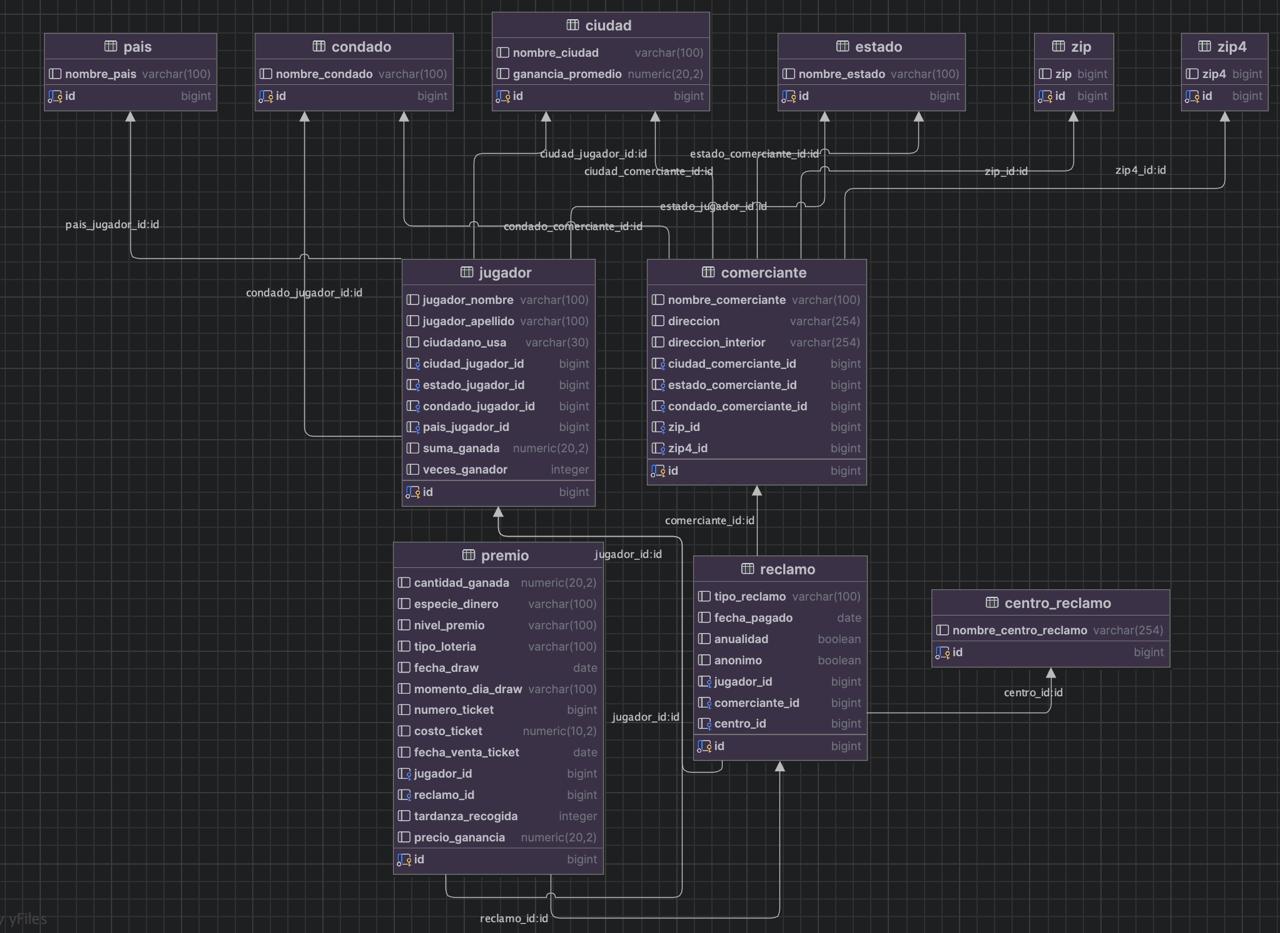 pais
nombre_pais varchar(100)
id bigint
condado
nombre_condado varchar(100)
id bigint
ciudad
nombre_ciudad varchar(100)
ganancia_promedio numeric(20,2)
id bigint
estado
nombre_estado varchar(100)
id bigint
zip
zip bigint
id bigint
zip4
zip4 bigint
id bigint
ciudad_jugador_id:id
estado_comerciante_id:id
ciudad_comerciante_id:id
zip_id:id
zip4_id:id
estado_jugador_id:id
pais_jugador_id:id
condado_comerciante_id:id
condado_jugador_id:id
jugador
jugador_nombre varchar(100)
jugador_apellido varchar(100)
ciudadano_usa varchar(30)
ciudad_jugador_id bigint
estado_jugador_id bigint
condado_jugador_id bigint
pais_jugador_id bigint
suma_ganada numeric(20,2)
veces_ganador integer
id bigint
comerciante
nombre_comerciante varchar(100)
direccion varchar(254)
direccion_interior varchar(254)
ciudad_comerciante_id bigint
estado_comerciante_id bigint
condado_comerciante_id bigint
zip_id bigint
zip4_id bigint
id bigint
comerciante_id:id
jugador_id:id
premio
cantidad_ganada numeric(20,2)
especie_dinero varchar(100)
nivel_premio varchar(100)
tipo_loteria varchar(100)
fecha_draw date
momento_dia_draw varchar(100)
numero_ticket bigint
costo_ticket numeric(10,2)
fecha_venta_ticket date
jugador_id bigint
reclamo_id bigint
tardanza_recogida integer
precio_ganancia numeric(20,2)
id bigint
jugador_id:id
reclamo
tipo_reclamo varchar(100)
fecha_pagado date
anualidad boolean
anonimo boolean
jugador_id bigint
comerciante_id bigint
centro_id bigint
id bigint
centro_reclamo
nombre_centro_reclamo varchar(254)
id bigint
centro_id:id
reclamo_id:id
y yFiles